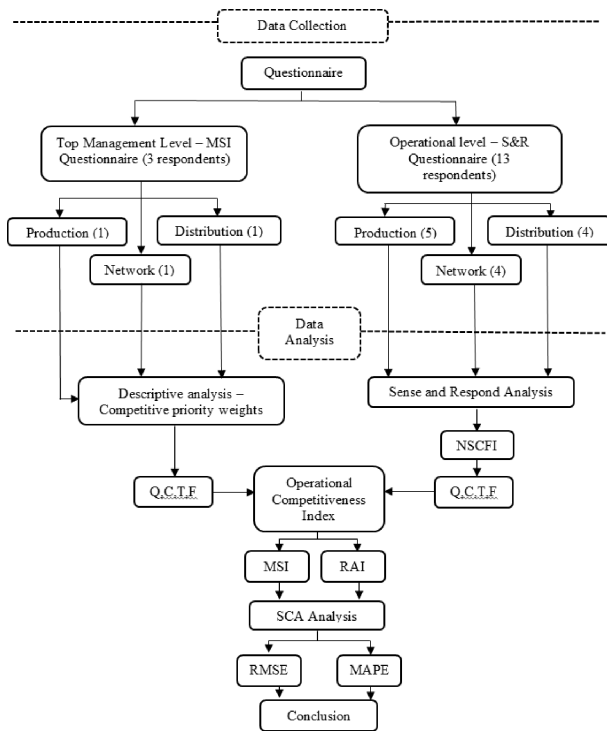 Data Collection
Questionnaire
Top Management Level – MSI
Questionnaire (3 respondents)
Operational level – S&R
Questionnaire (13
respondents)
Production (1)
Distribution (1)
Network (1)
Production (5)
Distribution (4)
Network (4)
Data
Analysis
Descriptive analysis –
Competitive priority weights
Sense and Respond Analysis
NSCFI
Q,C,T,F
Operational
Competitiveness
Index
Q,C,T,F
MSI
RAI
SCA Analysis
RMSE
MAPE
Conclusion